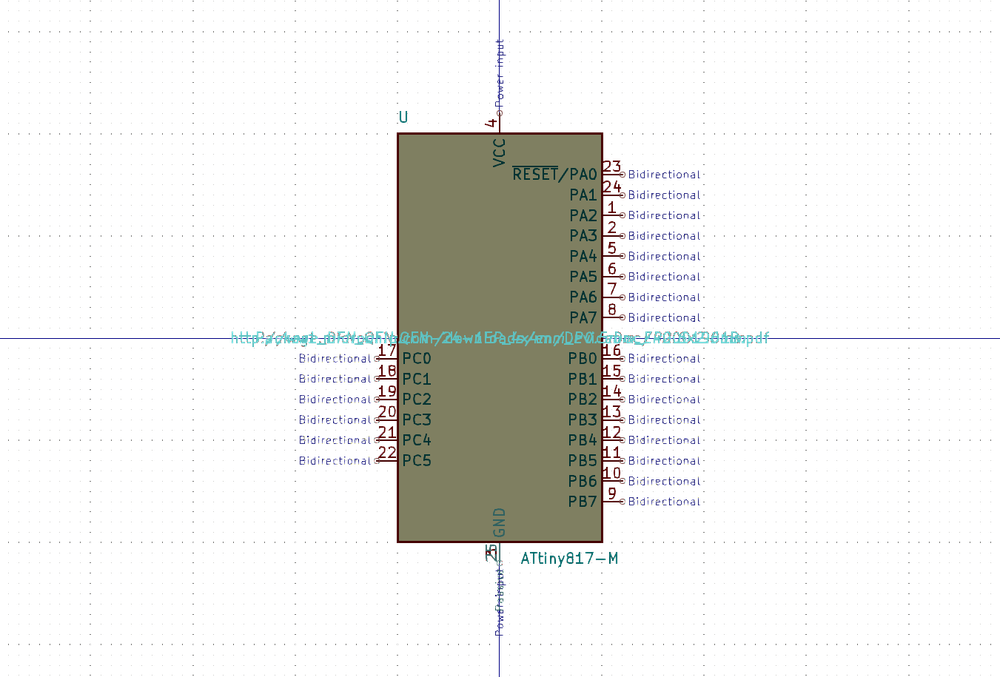 Power input
U
4
VCC
RESET/PA0 23 Bidirectional
PA1 24 Bidirectional
PA2 1 Bidirectional
PA3 2 Bidirectional
PA4 5 Bidirectional
PA5 6 Bidirectional
PA6 7 Bidirectional
PA7 8 Bidirectional
Bidirectional 17 PC0 PB0 16 Bidirectional
Bidirectional 18 PC1 PB1 15 Bidirectional
Bidirectional 19 PC2 PB2 14 Bidirectional
Bidirectional 20 PC3 PB3 13 Bidirectional
Bidirectional 21 PC4 PB4 12 Bidirectional
Bidirectional 22 PC5 PB5 11 Bidirectional
PB6 10 Bidirectional
PB7 9 Bidirectional
GND
ATtiny817-M
Power input